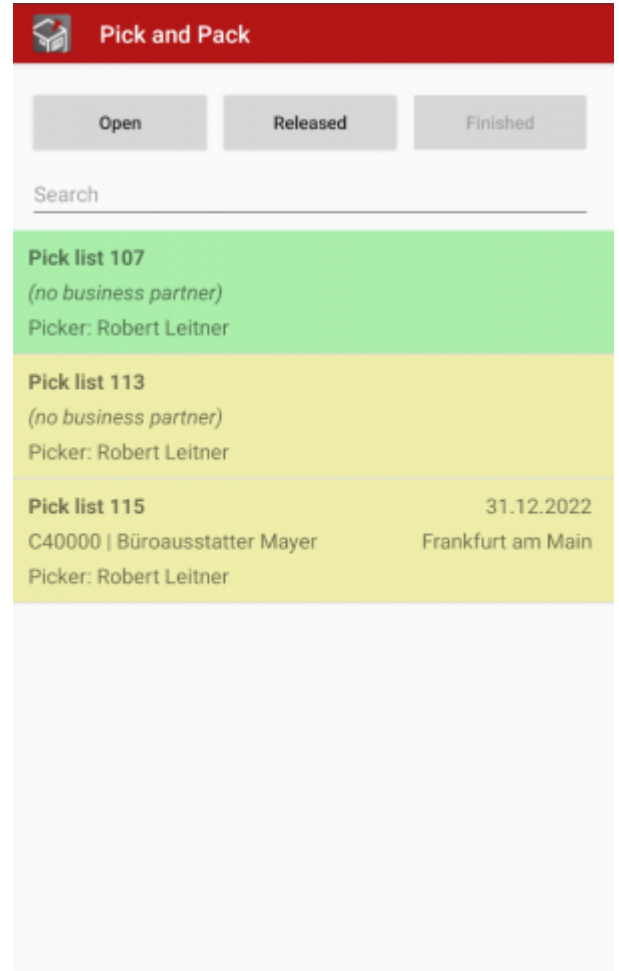 Pick and Pack
Open Released Finished
Search
Pick list 107
(no business partner)
Picker: Robert Leitner
Pick list 113
(no business partner)
Picker: Robert Leitner
Pick list 115 31.12.2022
C40000 | Büroausstatter Mayer Frankfurt am Main
Picker: Robert Leitner